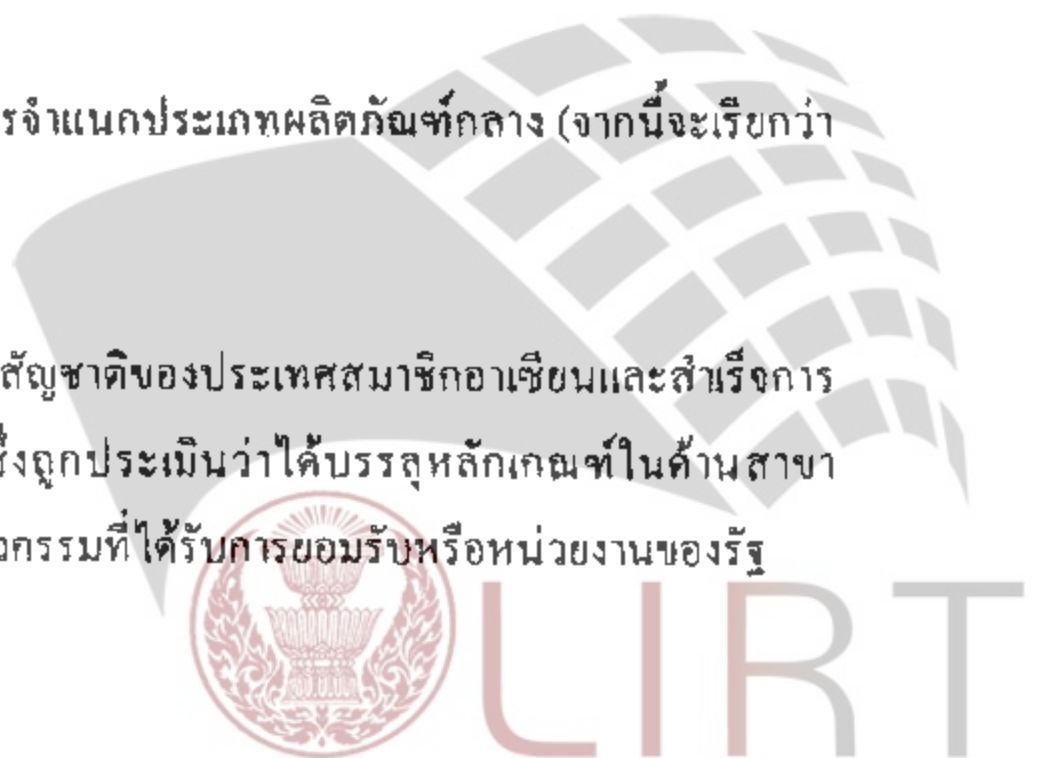 รจำแนกประเภทผลิตภัณฑ์กลาง (จากนี้จะเรียกว่า
สัญชาติของประเทศสมาชิกอาเซียนและสำเร็จการ
ซึ่งถูกประเมินว่าได้บรรลุหลักเกณฑ์ในด้านสาขา
วกรรมที่ได้รับการยอมรับหรือหน่วยงานของรัฐ
LIRT